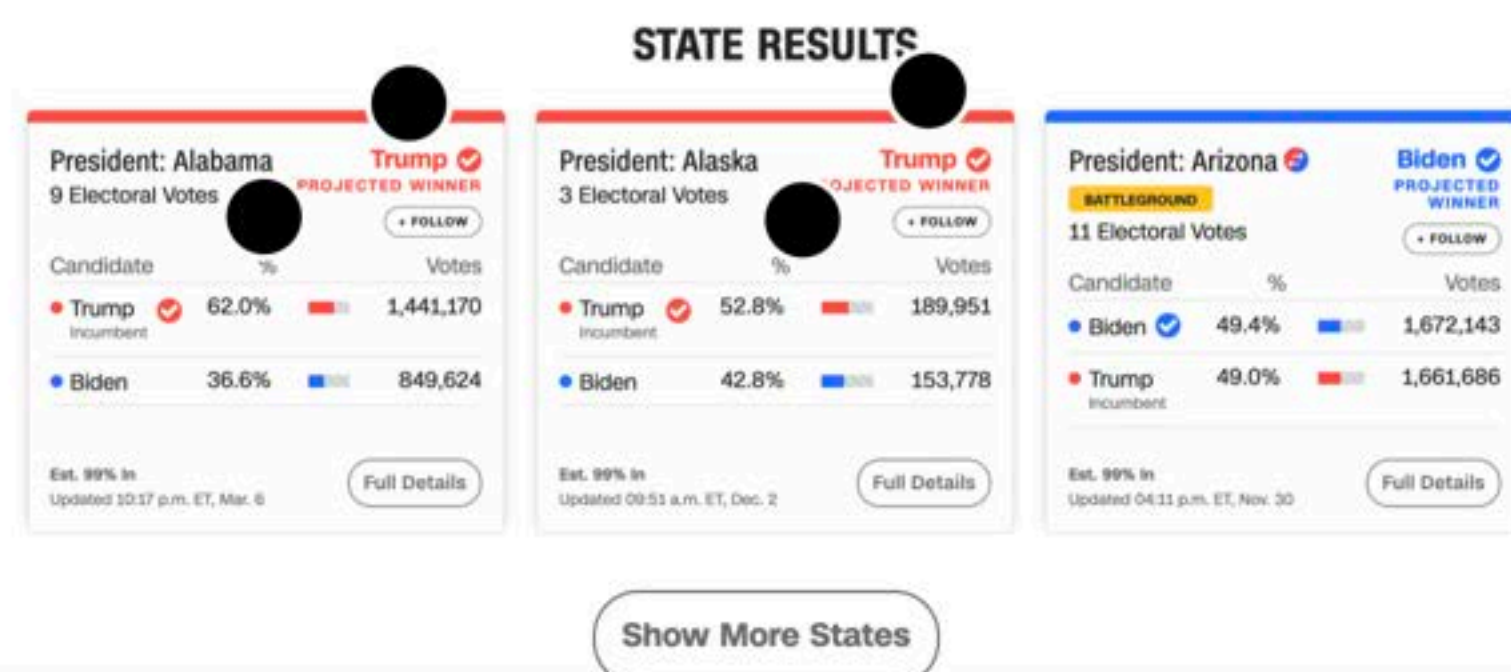 STATE RESULTS
President: Alabama
Trump
9 Electoral Votes
PROJECTED WINNER
+ FOLLOW
Candidate % Votes
Trump 62.0% 1,441,170
Incumbent
Biden 36.6% 849,624
Est. 99% In
Updated 10:17 p.m. ET, Mar. 6
Full Details
President: Alaska
Trump
3 Electoral Votes
WINNER
+ FOLLOW
Candidate % Votes
Trump 52.8% 189,951
Incumbent
Biden 42.8% 153,778
Est. 99% In
Updated 09:51 a.m. ET, Dec. 2
Full Details
President: Arizona
Biden
BATTLEGROUND
PROJECTED
WINNER
11 Electoral Votes
+ FOLLOW
Candidate % Votes
Biden 49.4% 1,672,143
Trump 49.0% 1,661,686
Incumbent
Est. 99% In
Updated 04:11 p.m. ET, Nov. 30
Full Details
Show More States